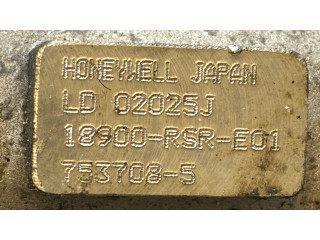 HONEYWELL JAPAN
LD 02025J
18900-RSR-E01
753708-5